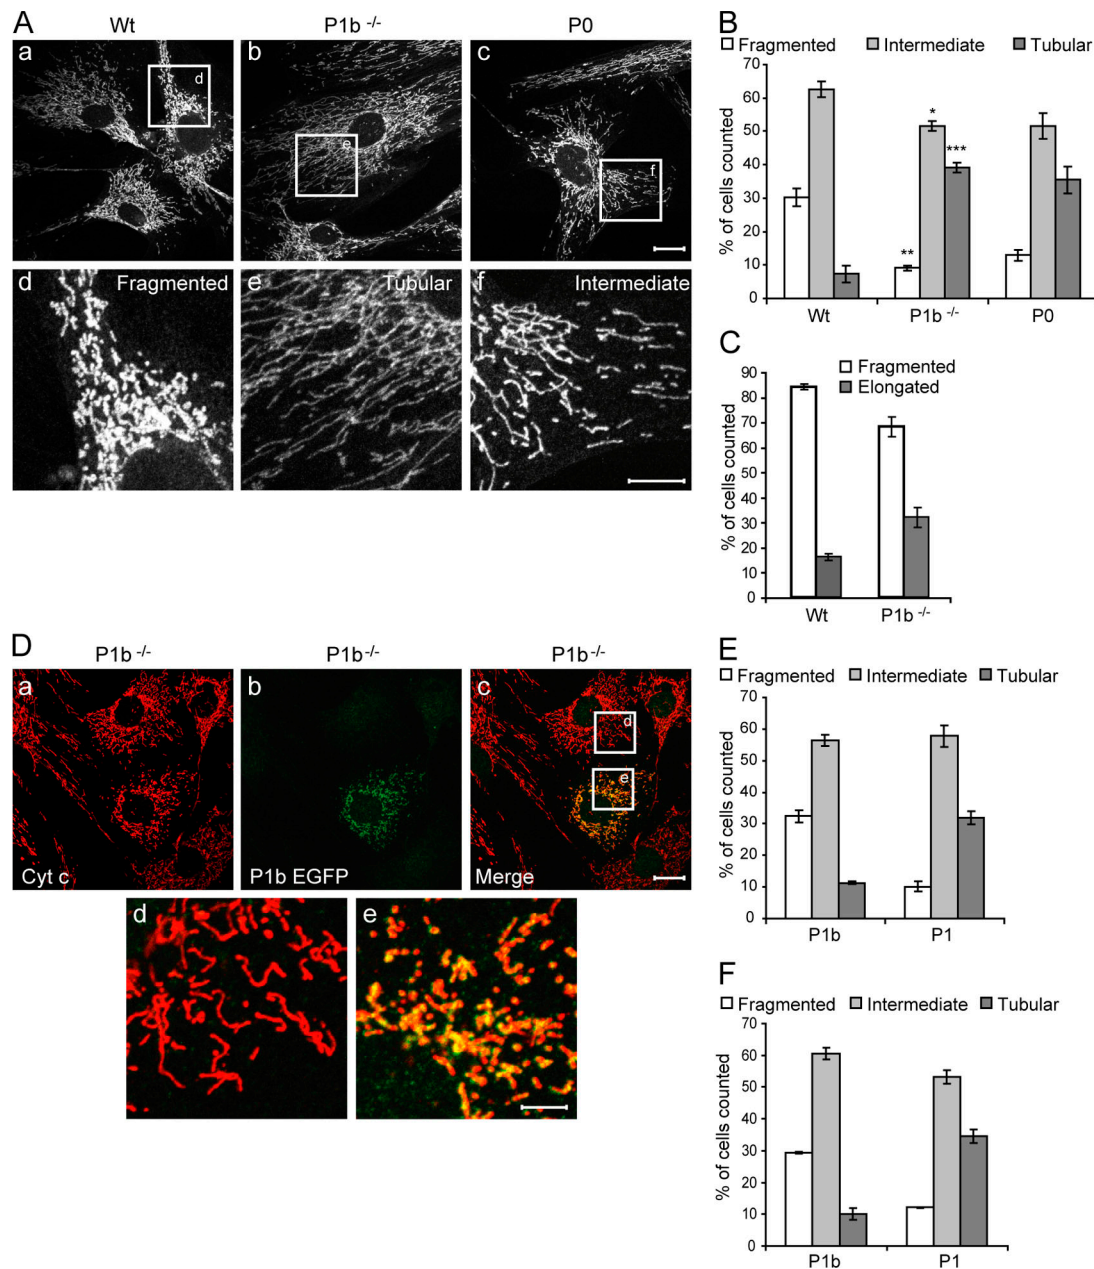 A
Wt
P1b -/-
P0
a
d
b
e
c
f
d
Fragmented
e
Tubular
f
Intermediate
B
Fragmented Intermediate Tubular
% of cells counted
70
60
50
40
30
20
10
0
*
**
***
Wt P1b -/- P0
C
Fragmented
Elongated
% of cells counted
90
80
70
60
50
40
30
20
10
0
Wt P1b -/-
D
P1b -/-
P1b -/-
P1b -/-
a
Cyt c
b
P1b EGFP
c
d
e
Merge
d
e
E
Fragmented Intermediate Tubular
% of cells counted
70
60
50
40
30
20
10
0
P1b P1
F
Fragmented Intermediate Tubular
% of cells counted
70
60
50
40
30
20
10
0
P1b P1